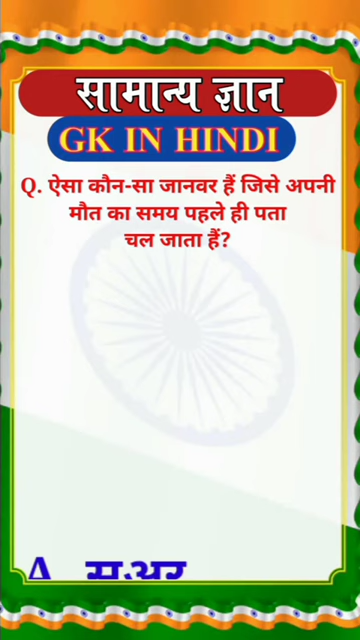 सामान्य ज्ञान
GK IN HINDI
Q. ऐसा कौन-सा जानवर हैं जिसे अपनी
मौत का समय पहले ही पता
चल जाता हैं?
A